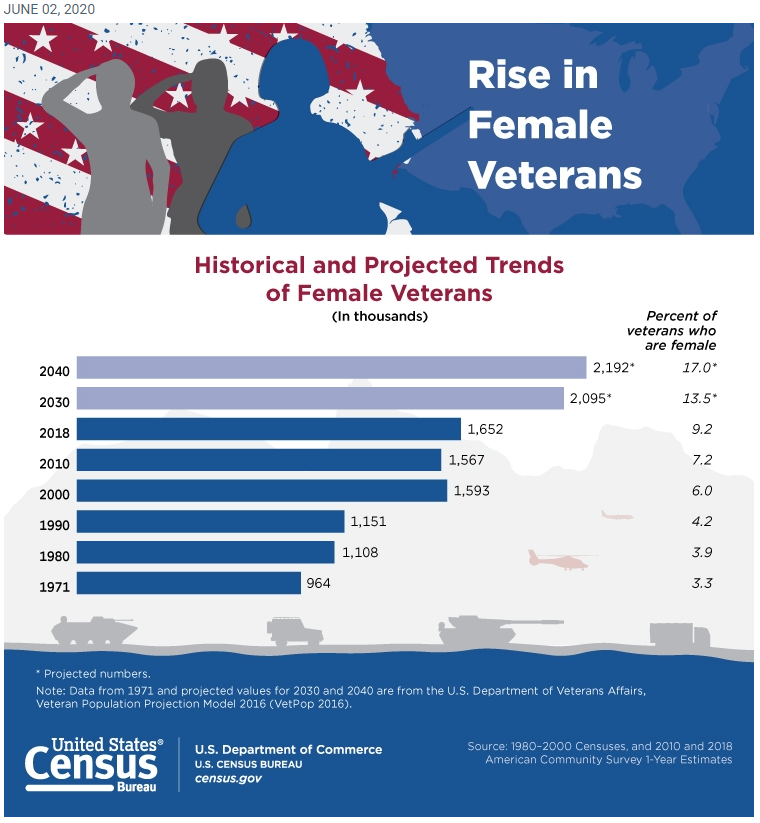 JUNE 02, 2020
Rise in
Female
Veterans
Historical and Projected Trends
of Female Veterans
(In thousands)
Percent of
veterans who
are female
2040 2,192* 17.0*
2030 2,095* 13.5*
2018 1,652 9.2
2010 1,567 7.2
2000 1,593 6.0
1990 1,151 4.2
1980 1,108 3.9
1971 964 3.3
* Projected numbers.
Note: Data from 1971 and projected values for 2030 and 2040 are from the U.S. Department of Veterans Affairs,
Veteran Population Projection Model 2016 (VetPop 2016).
United States®
Census
Bureau
U.S. Department of Commerce
U.S. CENSUS BUREAU
census.gov
Source: 1980–2000 Censuses, and 2010 and 2018
American Community Survey 1-Year Estimates